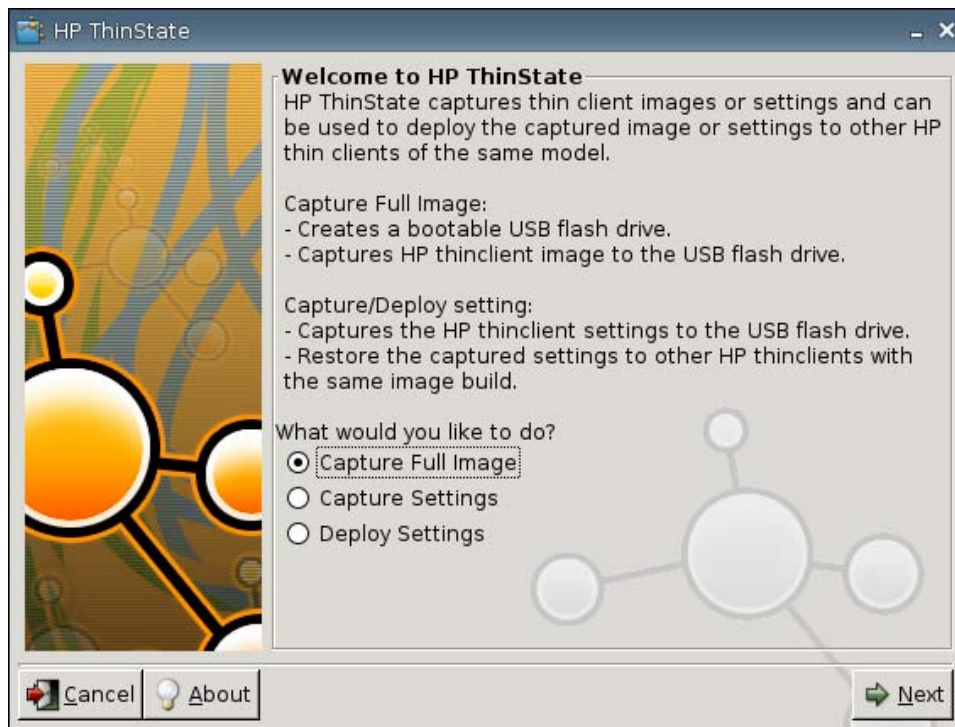 HP ThinState
Welcome to HP ThinState
HP ThinState captures thin client images or settings and can
be used to deploy the captured image or settings to other HP
thin clients of the same model.
Capture Full Image:
- Creates a bootable USB flash drive.
- Captures HP thinclient image to the USB flash drive.
Capture/Deploy setting:
- Captures the HP thinclient settings to the USB flash drive.
- Restore the captured settings to other HP thinclients with
the same image build.
What would you like to do?
Capture Full Image
Capture Settings
Deploy Settings
Cancel
About
Next